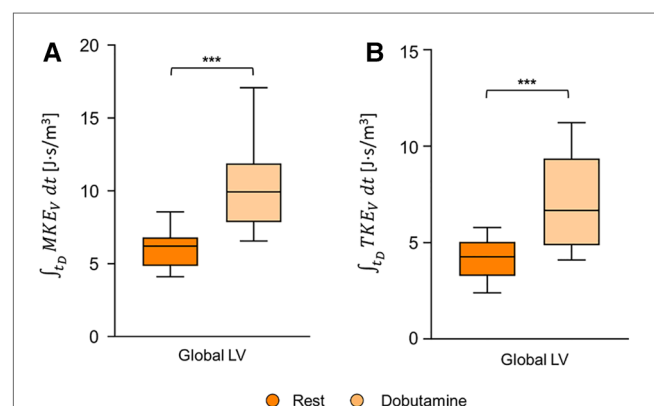 A
20
15
10
5
0
∫tD MKEV dt [J·s/m³]
***
Global LV
B
15
10
5
0
∫tD TKEV dt [J·s/m³]
***
Global LV
Rest Dobutamine